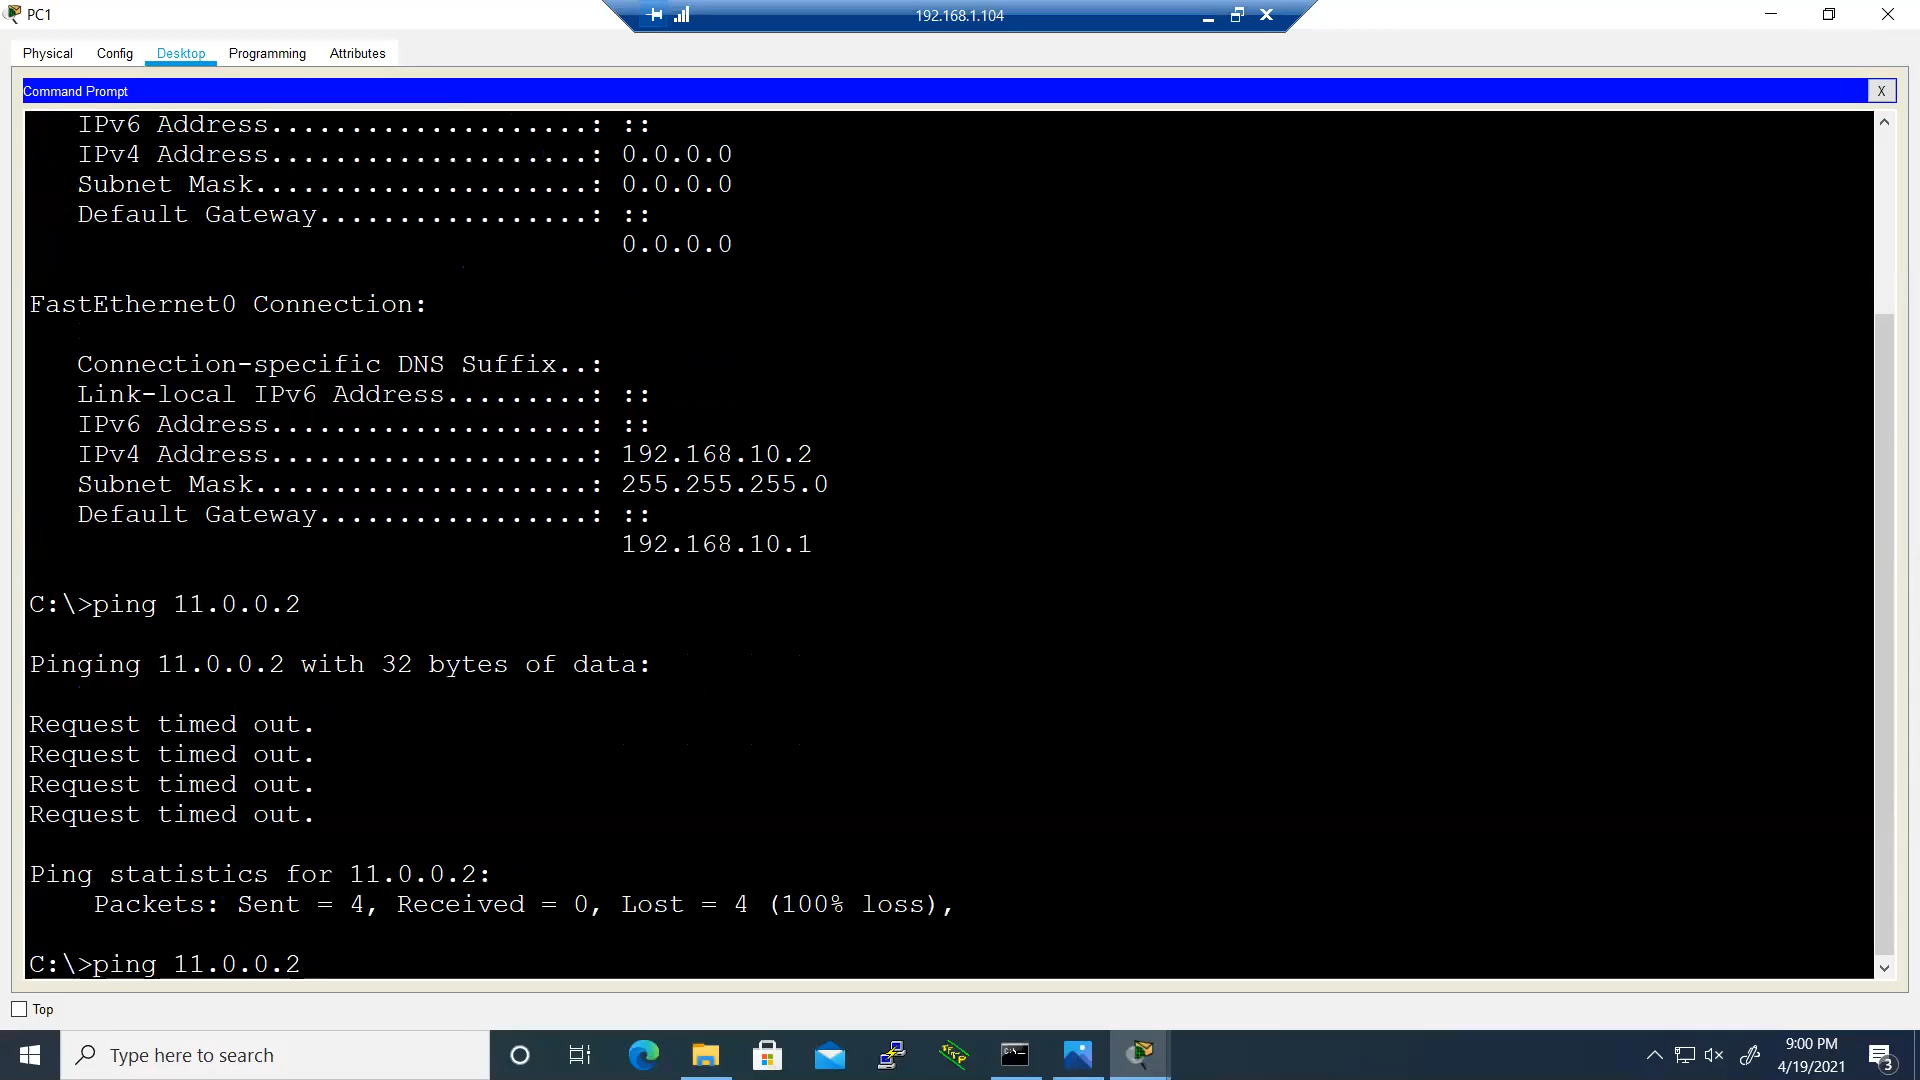 PC1
192.168.1.104
Physical Config Desktop Programming Attributes
Command Prompt
X
IPv6 Address....................: ::
IPv4 Address....................: 0.0.0.0
Subnet Mask.....................: 0.0.0.0
Default Gateway.................: ::
0.0.0.0
FastEthernet0 Connection:
Connection-specific DNS Suffix..:
Link-local IPv6 Address.........: ::
IPv6 Address....................: ::
IPv4 Address....................: 192.168.10.2
Subnet Mask.....................: 255.255.255.0
Default Gateway.................: ::
192.168.10.1
C:\>ping 11.0.0.2
Pinging 11.0.0.2 with 32 bytes of data:
Request timed out.
Request timed out.
Request timed out.
Request timed out.
Ping statistics for 11.0.0.2:
Packets: Sent = 4, Received = 0, Lost = 4 (100% loss),
C:\>ping 11.0.0.2
Top
Type here to search
9:00 PM
4/19/2021
3